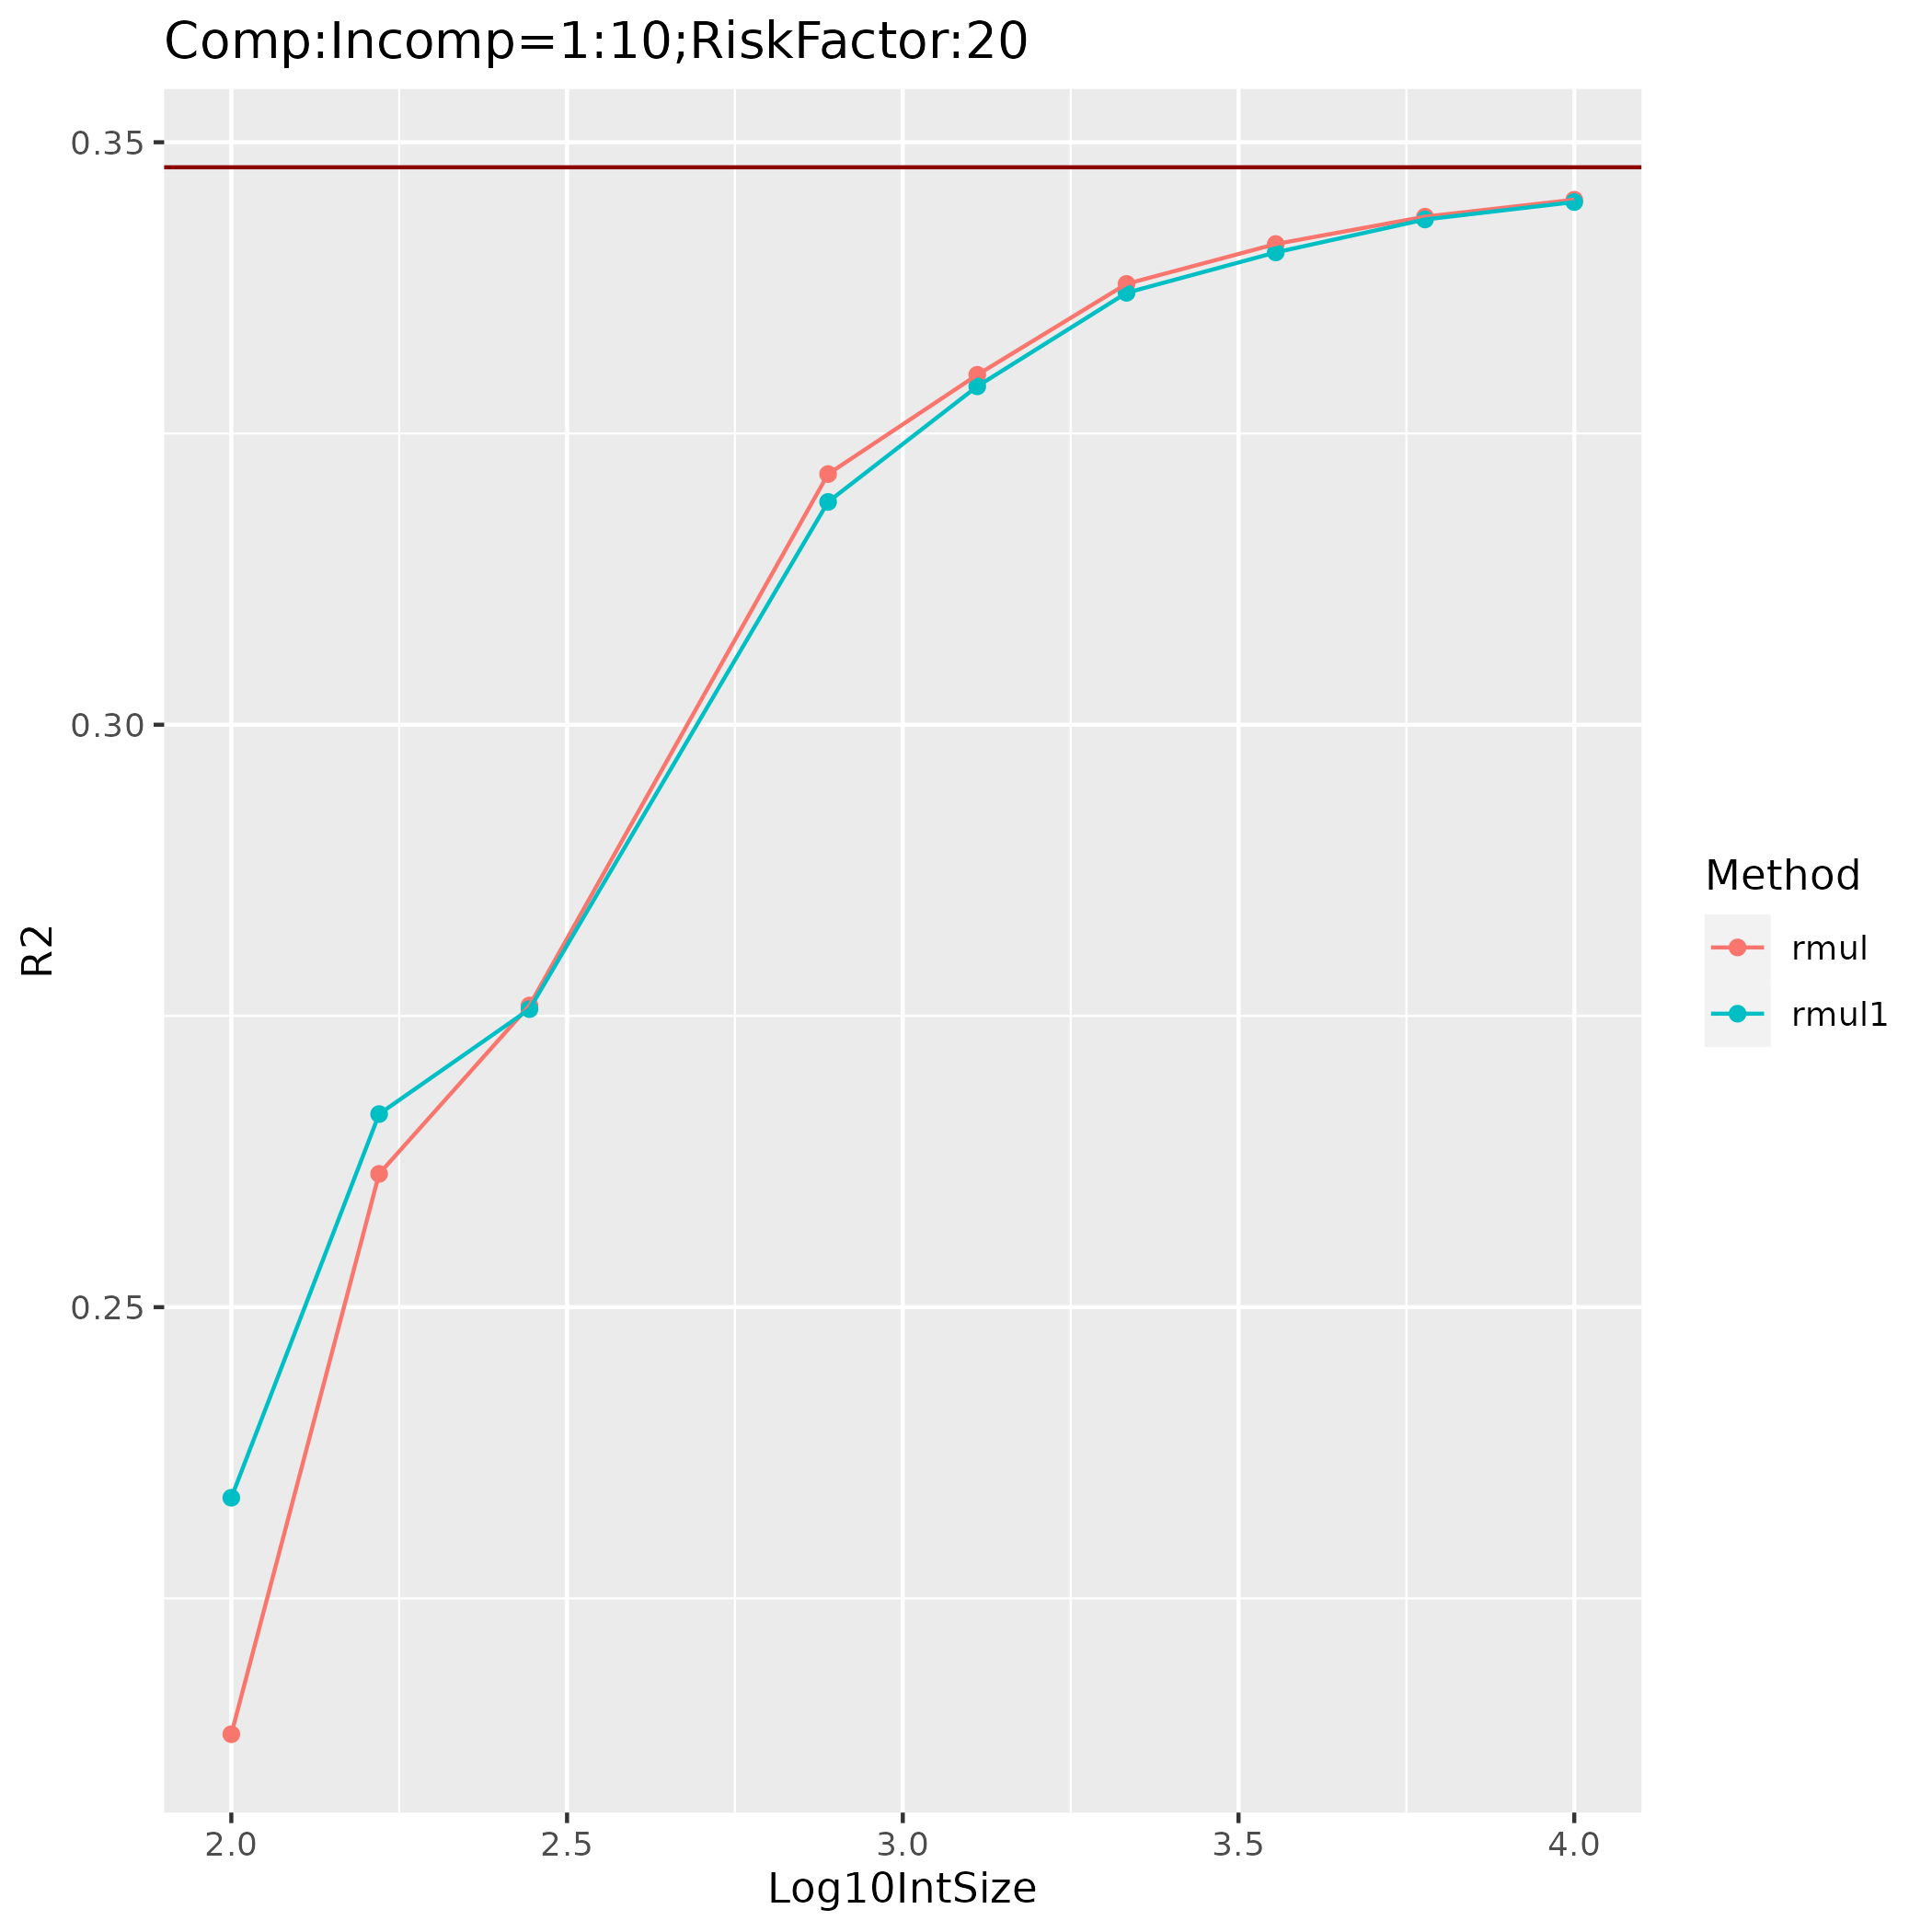 Comp:Incomp=1:10;RiskFactor:20
0.35
0.30
0.25
R2
2.0
2.5
3.0
3.5
4.0
Log10IntSize
Method
rmul
rmul1